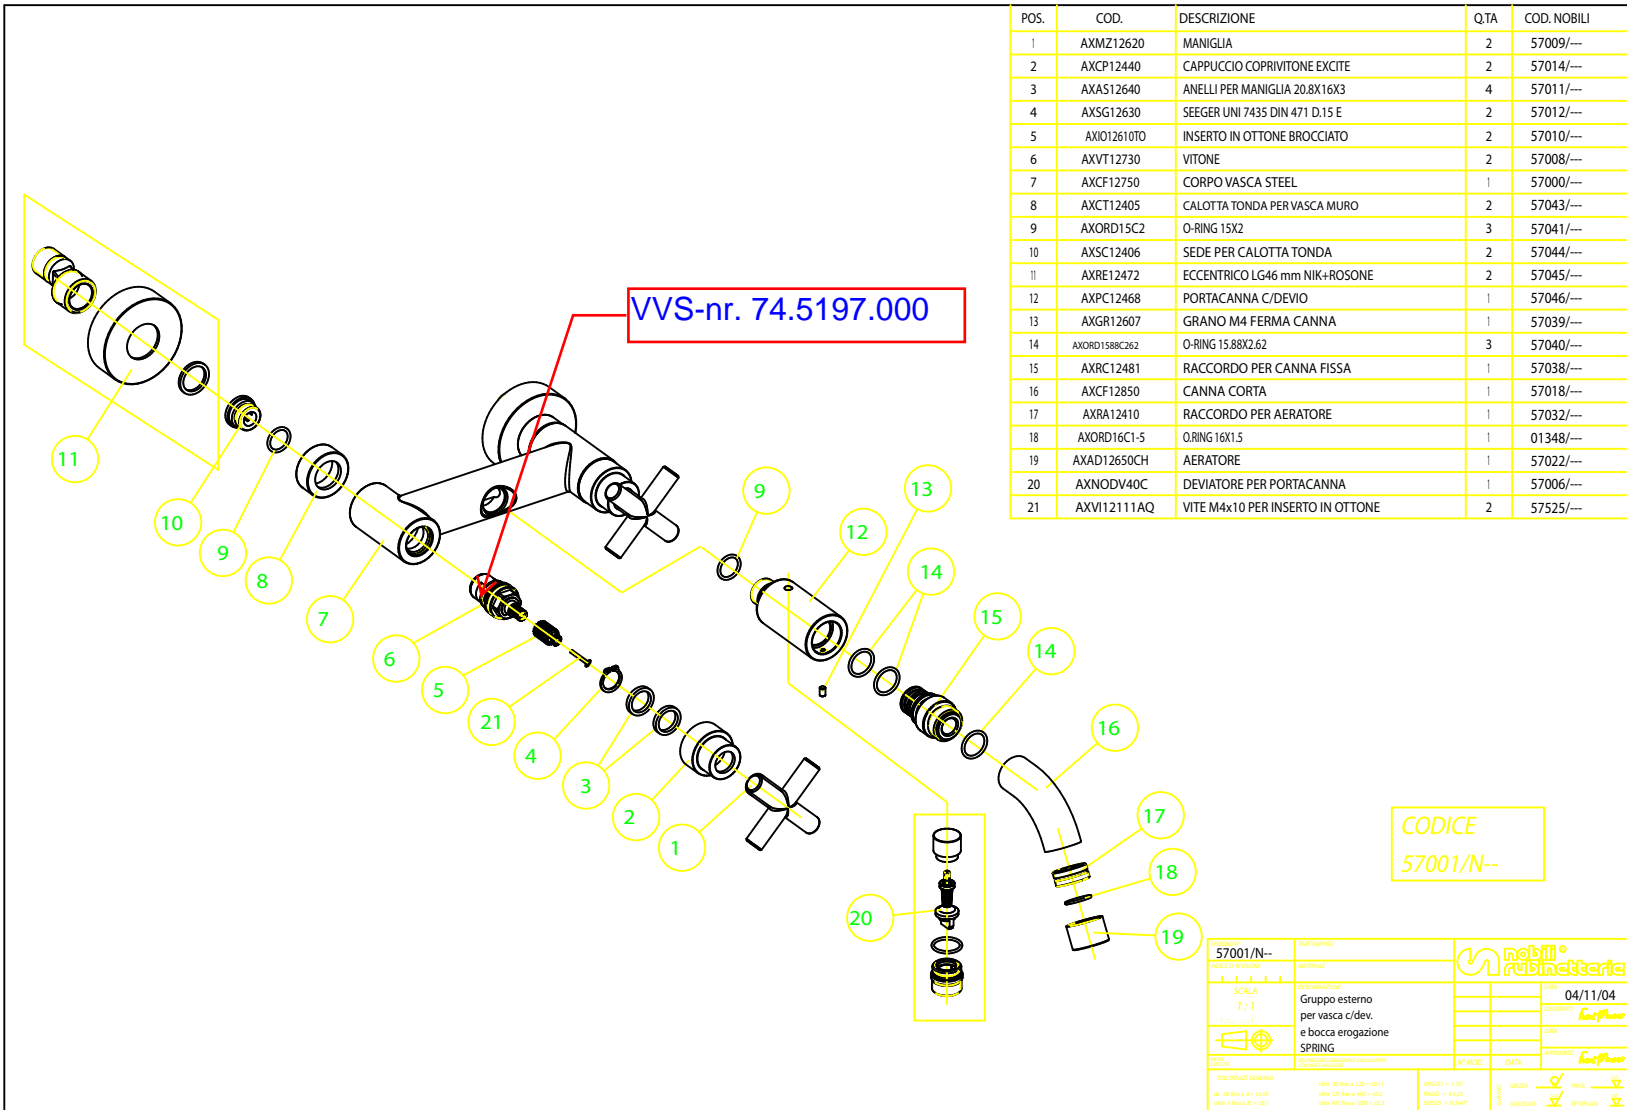 POS. COD. DESCRIZIONE Q.TA COD. NOBILI
1 AXMZ12620 MANIGLIA 2 57009/---
2 AXCP12440 CAPPUCCIO COPRIVITONE EXCITE 2 57014/---
3 AXAS12640 ANELLI PER MANIGLIA 20.8X16X3 4 57011/---
4 AXSG12630 SEEGER UNI 7435 DIN 471 D.15 E 2 57012/---
5 AXIO12610TO INSERTO IN OTTONE BROCCIATO 2 57010/---
6 AXVT12730 VITONE 2 57008/---
7 AXCF12750 CORPO VASCA STEEL 1 57000/---
8 AXCT12405 CALOTTA TONDA PER VASCA MURO 2 57043/---
9 AXORD15C2 O-RING 15X2 3 57041/---
10 AXSC12406 SEDE PER CALOTTA TONDA 2 57044/---
11 AXRE12472 ECCENTRICO LG46 mm NIK+ROSONE 2 57045/---
12 AXPC12468 PORTACANNA C/DEVIO 1 57046/---
13 AXGR12607 GRANO M4 FERMA CANNA 1 57039/---
14 AXORD1588C262 O-RING 15.88X2.62 3 57040/---
15 AXRC12481 RACCORDO PER CANNA FISSA 1 57038/---
16 AXCF12850 CANNA CORTA 1 57018/---
17 AXRA12410 RACCORDO PER AERATORE 1 57032/---
18 AXORD16C1-5 O.RING 16X1.5 1 01348/---
19 AXAD12650CH AERATORE 1 57022/---
20 AXNODV40C DEVIATORE PER PORTACANNA 1 57006/---
21 AXVI12111AQ VITE M4x10 PER INSERTO IN OTTONE 2 57525/---
VVS-nr. 74.5197.000
11
10
9
8
7
6
5
21
4
3
2
1
9
13
12
14
15
14
16
17
18
19
20
CODICE
57001/N--
57001/N--
nobili
rubinetterie
SCALA
1:1
04/11/04
Gruppo esterno
per vasca c/dev.
e bocca erogazione
SPRING
N° MOD. DATA